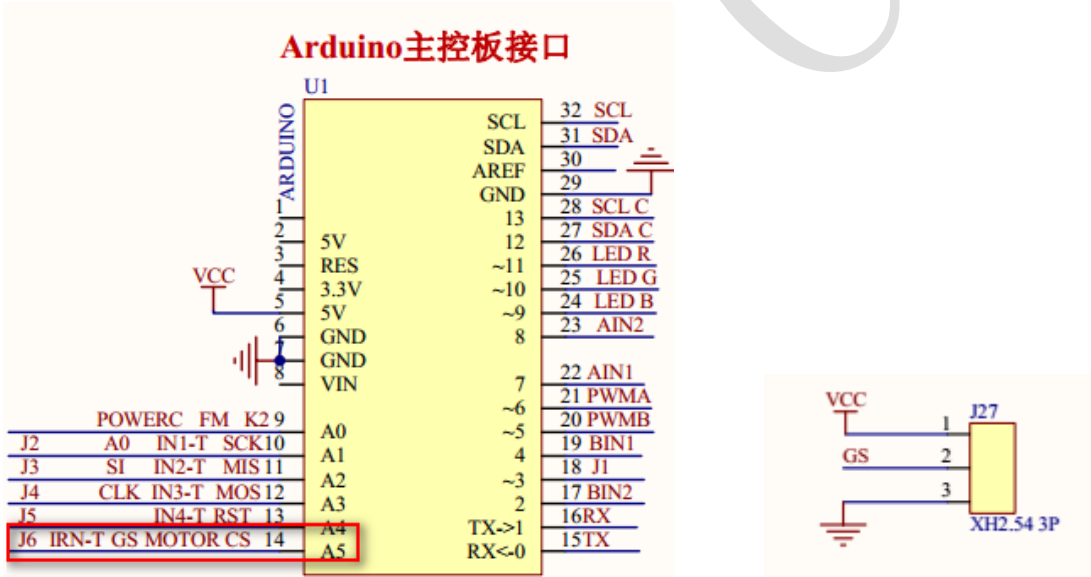 Arduino主控板接口
U1
ARDUINO
SCL 32 SCL
SDA 31 SDA
AREF 30
GND 29
1 13 28 SCL C
2 5V 12 27 SDA C
3 RES ~11 26 LED R
VCC 4 3.3V ~10 25 LED G
5 5V ~9 24 LED B
6 GND 8 23 AIN2
7 GND
8 VIN 7 22 AIN1
~6 21 PWMA
POWERC FM K2 9 A0 ~5 20 PWMB
J2 A0 IN1-T SCK 10 A1 4 19 BIN1
J3 SI IN2-T MIS 11 A2 ~3 18 J1
J4 CLK IN3-T MOS 12 A3 2 17 BIN2
J5 IN4-T RST 13 A4 TX->1 16RX
J6 IRN-T GS MOTOR CS 14 A5 RX<-0 15TX
VCC
J27
1
GS 2
3
XH2.54 3P